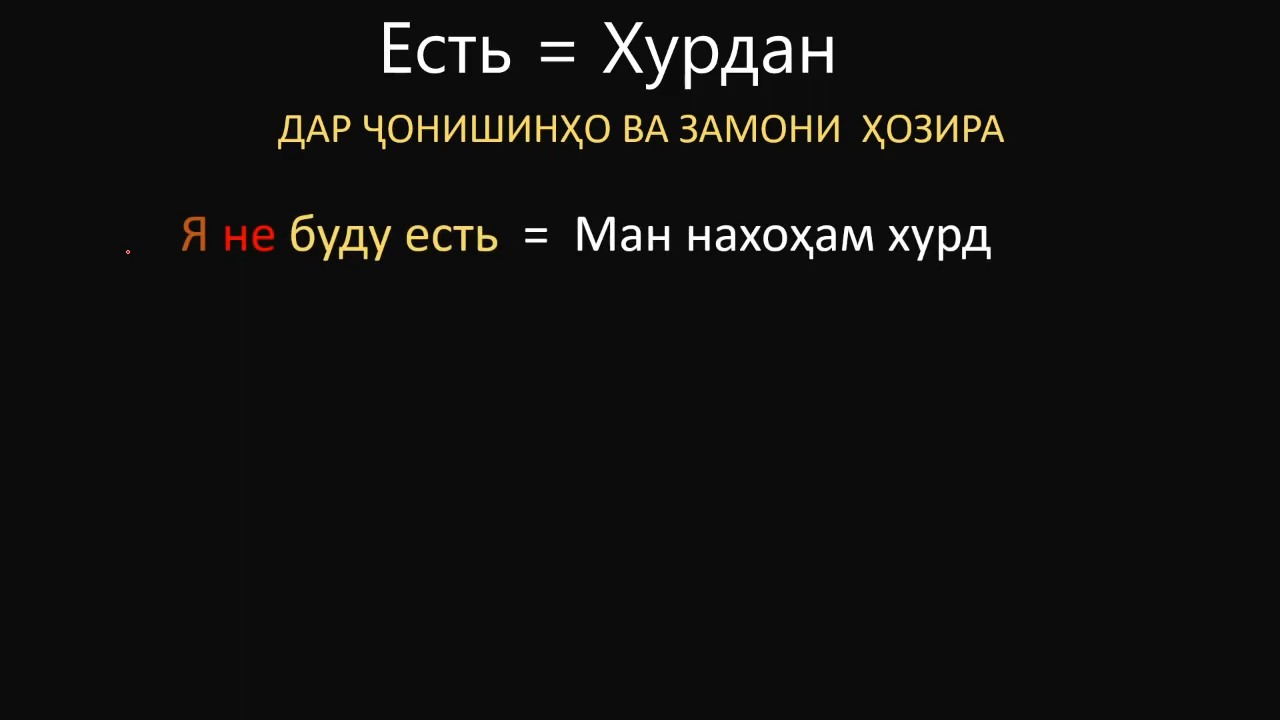 Есть = Хурдан
ДАР ҶОНИШИНҲО ВА ЗАМОНИ ҲОЗИРА
Я не буду есть = Ман нахоҳам хурд